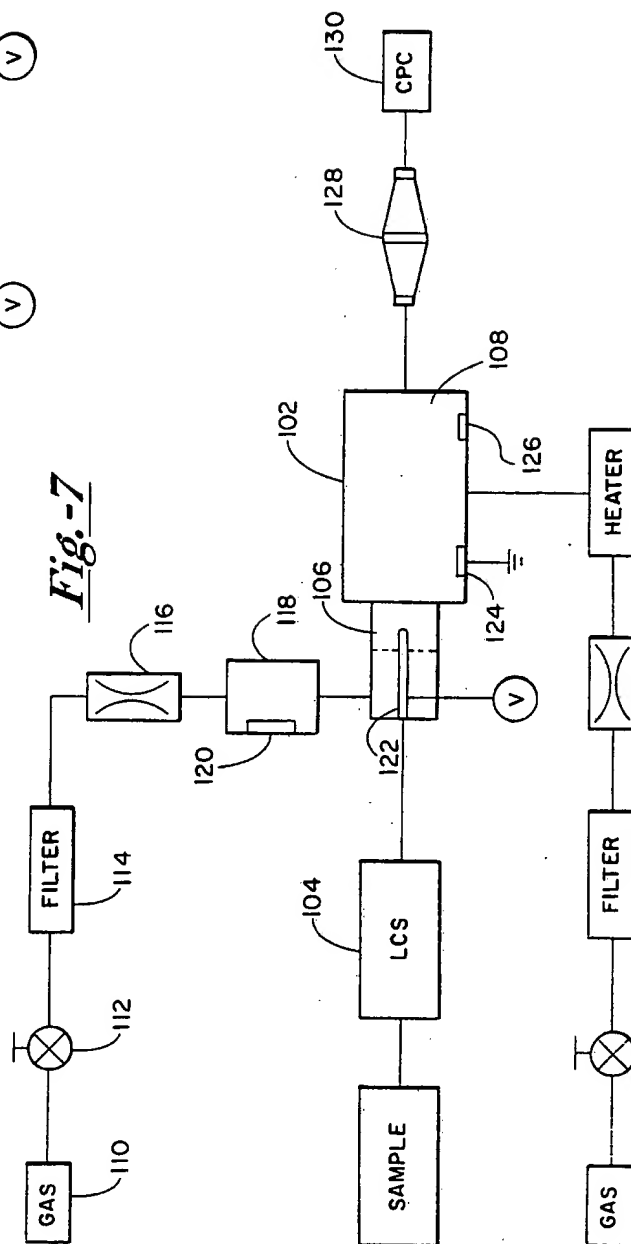 V
V
Fig.-7
130
CPC
128
102
108
116
118
106
126
HEATER
120
122
124
V
FILTER
114
104
LCS
FILTER
112
GAS
110
SAMPLE
GAS